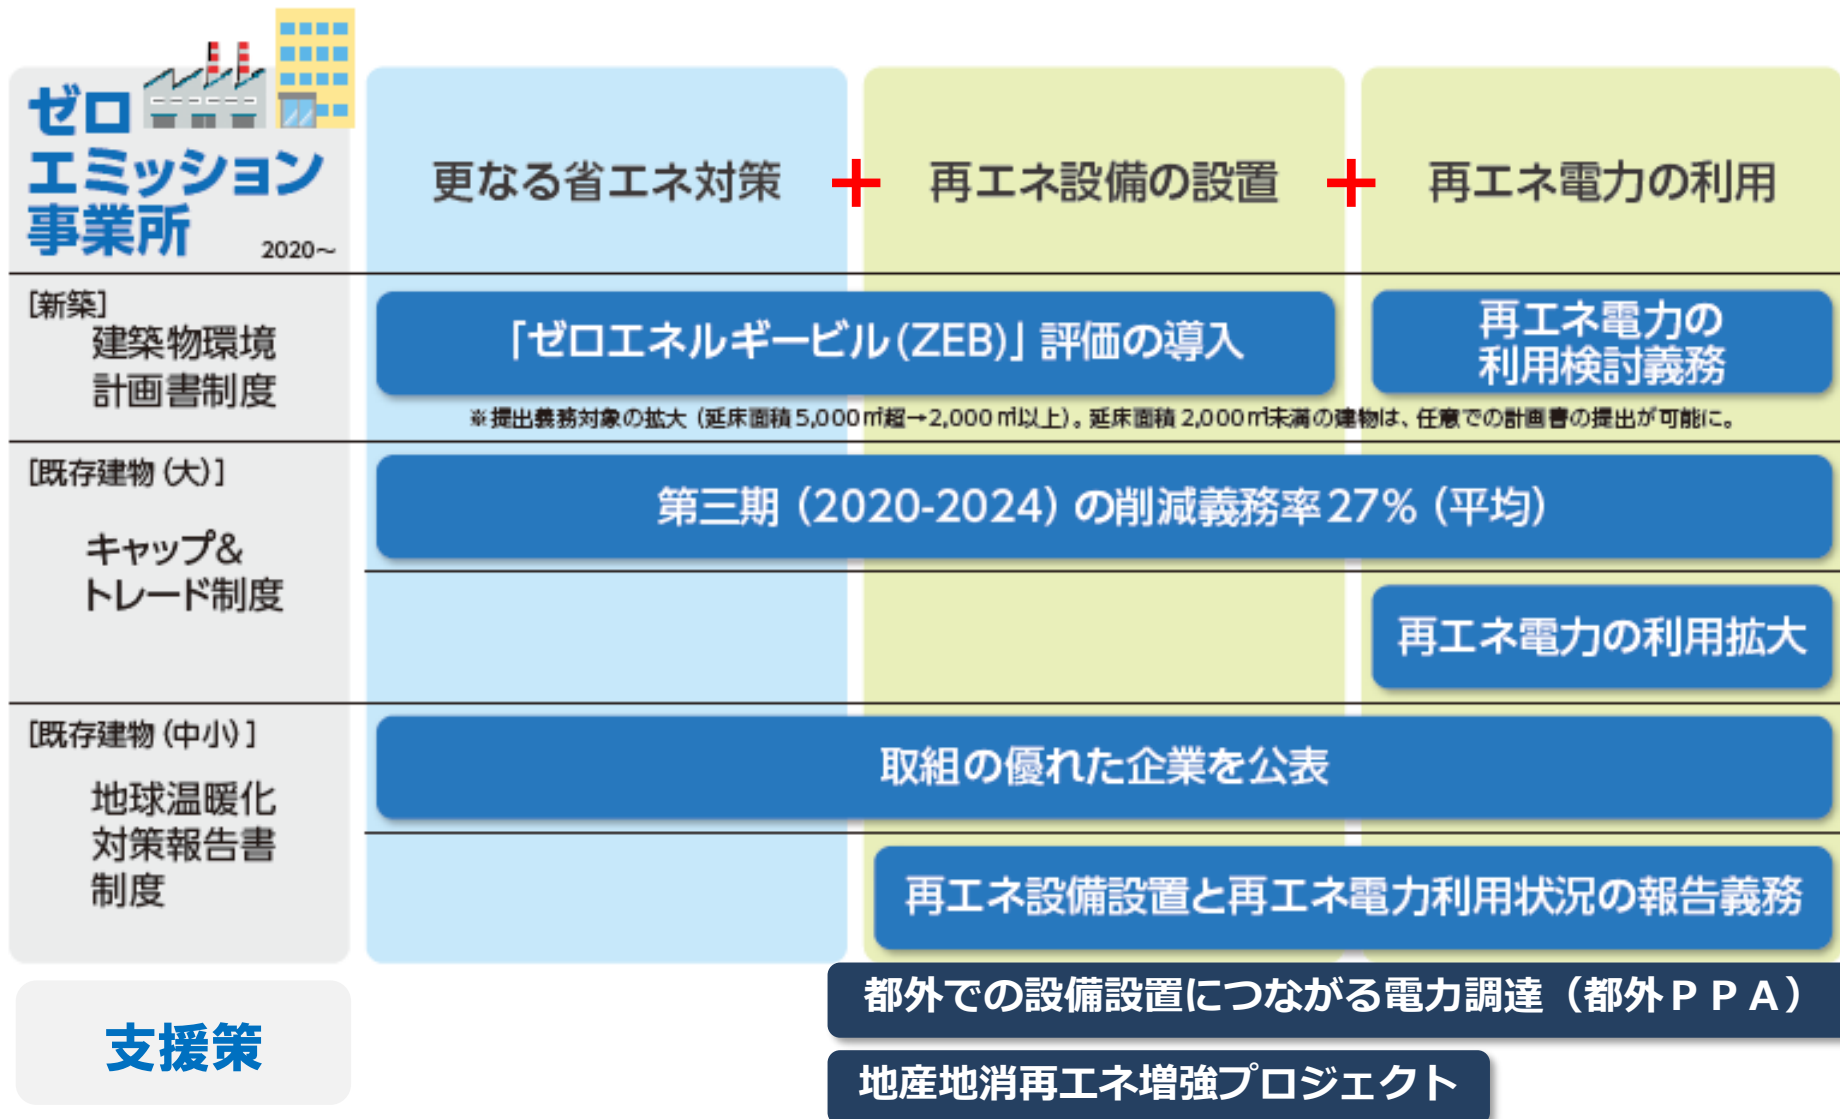 ゼロ
エミッション
事業所
2020～
更なる省エネ対策 + 再エネ設備の設置 + 再エネ電力の利用
[新築]
建築物環境
計画書制度
「ゼロエネルギービル(ZEB)」評価の導入
再エネ電力の
利用検討義務
※提出義務対象の拡大（延床面積5,000㎡超→2,000㎡以上）。延床面積2,000㎡未満の建物は、任意での計画書の提出が可能に。
[既存建物（大）]
キャップ&
トレード制度
第三期（2020-2024）の削減義務率27%（平均）
再エネ電力の利用拡大
[既存建物（中小）]
地球温暖化
対策報告書
制度
取組の優れた企業を公表
再エネ設備設置と再エネ電力利用状況の報告義務
支援策
都外での設備設置につながる電力調達（都外ＰＰＡ）
地産地消再エネ増強プロジェクト